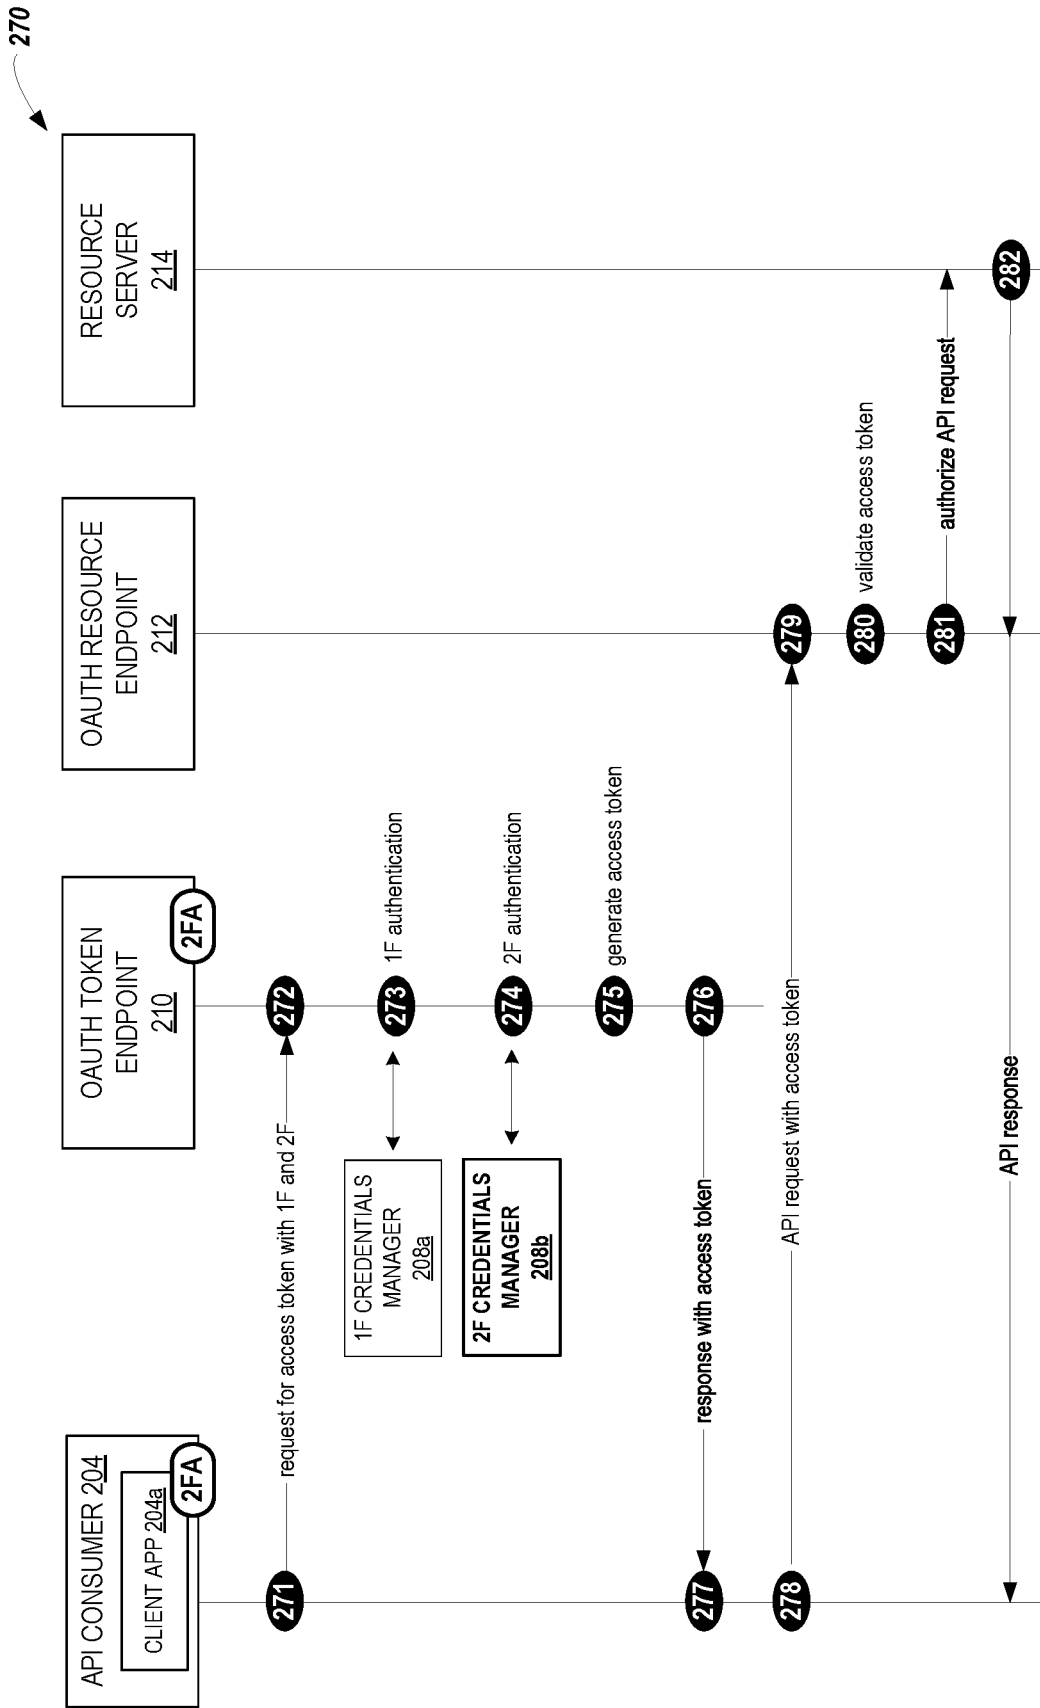 270
API CONSUMER 204
CLIENT APP 204a
2FA
OAUTH TOKEN
ENDPOINT
210
2FA
OAUTH RESOURCE
ENDPOINT
212
RESOURCE
SERVER
214
271
request for access token with 1F and 2F
272
1F CREDENTIALS
MANAGER
208a
273
1F authentication
2F CREDENTIALS
MANAGER
208b
274
2F authentication
275
generate access token
277
response with access token
276
278
API request with access token
279
280
validate access token
281
authorize API request
API response
282